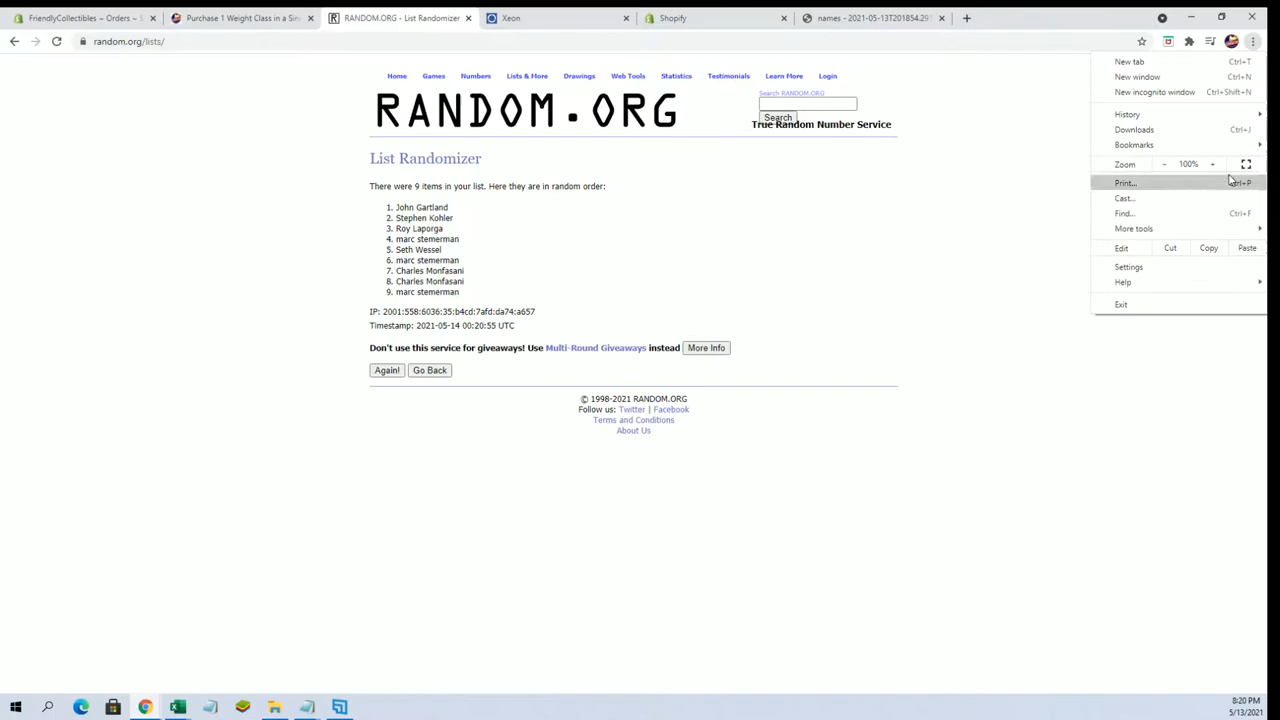 FriendlyCollectibles ~ Orders ~ S
Purchase 1 Weight Class in a Si
RANDOM.ORG - List Randomizer
Xeon
Shopify
names - 2021-05-13T201854.29
random.org/lists/
Home Games Numbers Lists & More Drawings Web Tools Statistics Testimonials Learn More Login
RANDOM.ORG
Search RANDOM.ORG
Search
True Random Number Service
List Randomizer
There were 9 items in your list. Here they are in random order:
1. John Gartland
2. Stephen Kohler
3. Roy Laporga
4. marc stemerman
5. Seth Wessel
6. marc stemerman
7. Charles Monfasani
8. Charles Monfasani
9. marc stemerman
IP: 2001:558:6036:35:b4cd:7afd:da74:a657
Timestamp: 2021-05-14 00:20:55 UTC
Don't use this service for giveaways! Use Multi-Round Giveaways instead More Info
Again! Go Back
© 1998-2021 RANDOM.ORG
Follow us: Twitter | Facebook
Terms and Conditions
About Us
New tab Ctrl+T
New window Ctrl+N
New incognito window Ctrl+Shift+N
History
Downloads Ctrl+J
Bookmarks
Zoom - 100% +
Print... Ctrl+P
Cast...
Find... Ctrl+F
More tools
Edit Cut Copy Paste
Settings
Help
Exit
8:20 PM
5/13/2021